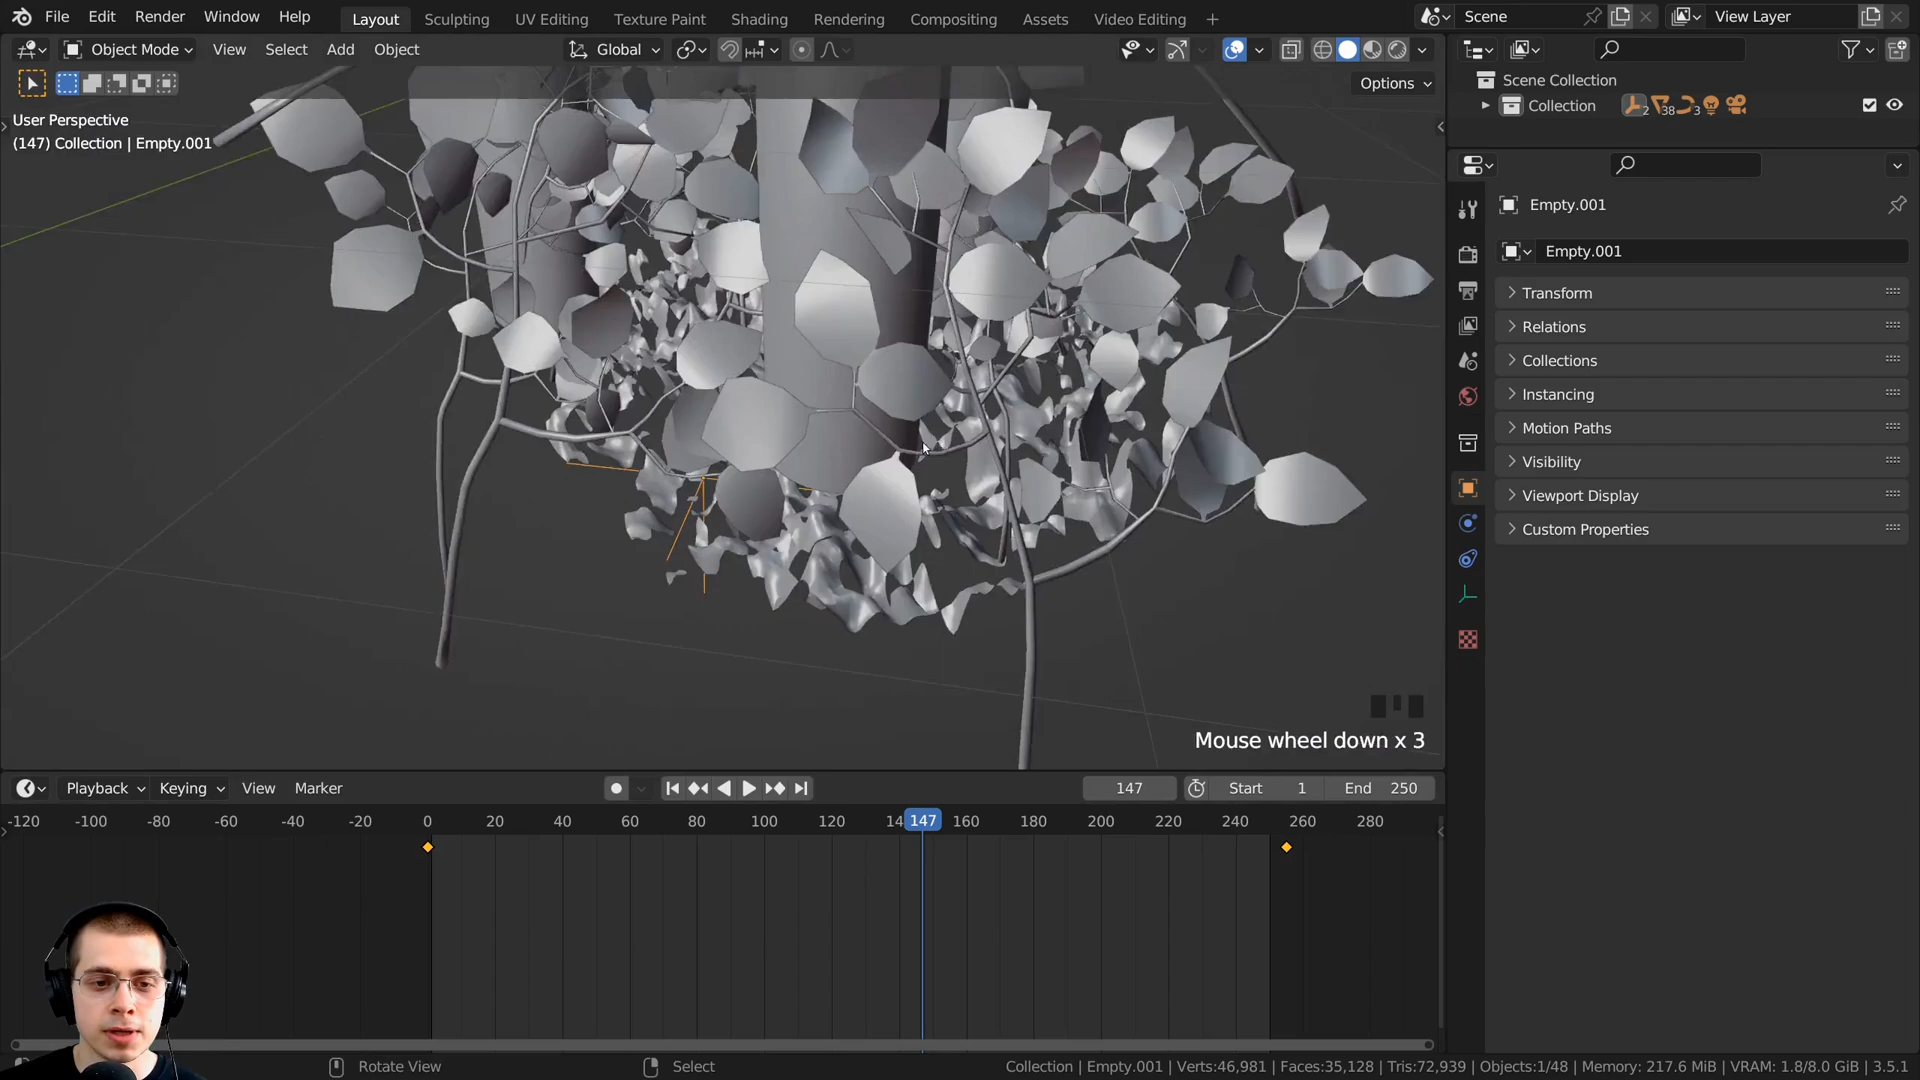 File Edit Render Window Help Layout Sculpting UV Editing Texture Paint Shading Animation Rendering Compositing Assets Video Editing + Scene View Layer
Object Mode View Select Add Object Global
Options
User Perspective
(147) Collection | Empty.001
Scene Collection
Collection 2 38 3
Empty.001
Empty.001
Transform
Relations
Collections
Instancing
Motion Paths
Visibility
Viewport Display
Custom Properties
Mouse wheel down x 3
Playback Keying View Marker 147 Start 1 End 250
-120 -100 -80 -60 -40 -20 0 20 40 60 80 100 120 14 147 160 180 200 220 240 260 280
Rotate View Select Collection | Empty.001 | Verts:46,981 | Faces:35,128 | Tris:72,939 | Objects:1/48 | Memory: 217.6 MiB | VRAM: 1.8/8.0 GiB | 3.5.1